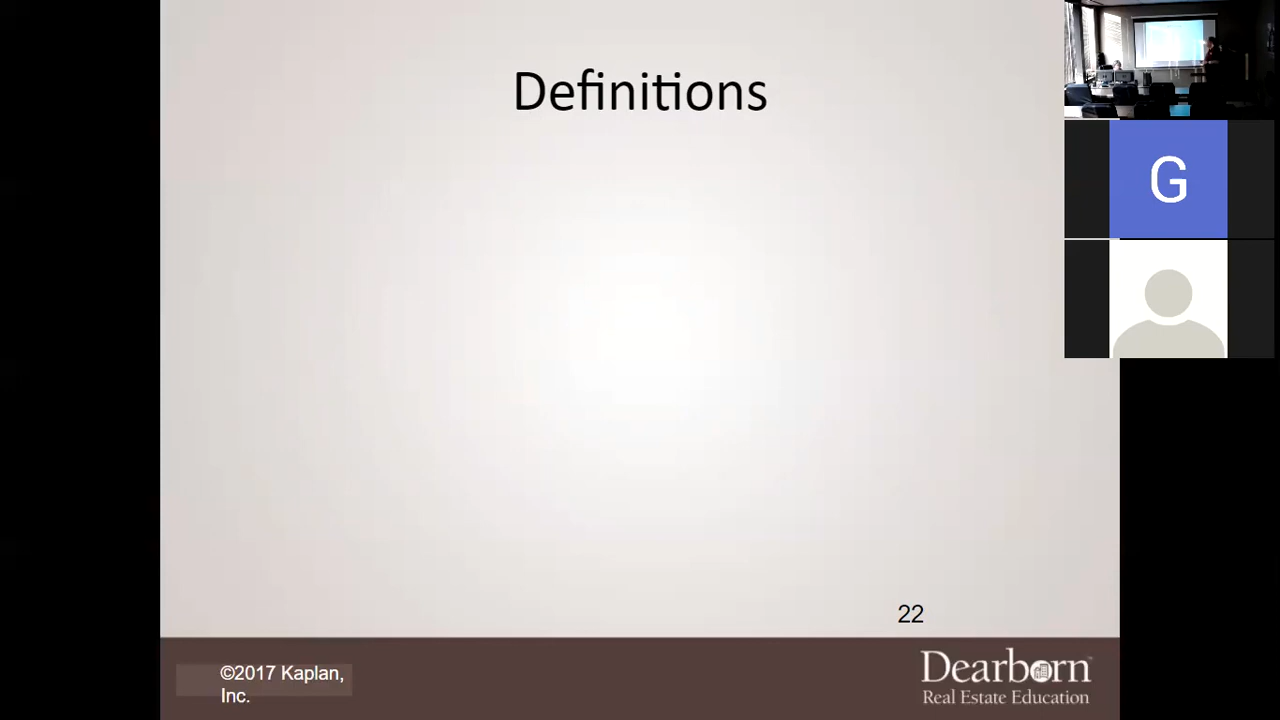 Definitions
G
22
©2017 Kaplan,
Inc.
Dearborn
Real Estate Education